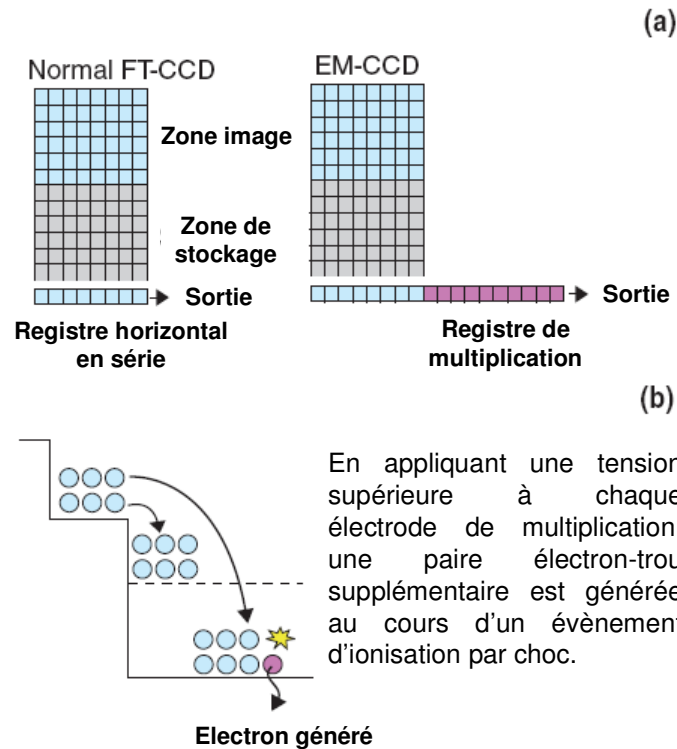 (a)
Normal FT-CCD
EM-CCD
Zone image
Zone de
stockage
Sortie
Sortie
Registre horizontal
en série
Registre de
multiplication
(b)
En appliquant une tension
supérieure à chaque
électrode de multiplication
une paire électron-trou
supplémentaire est générée
au cours d'un évènement
d'ionisation par choc.
Electron généré